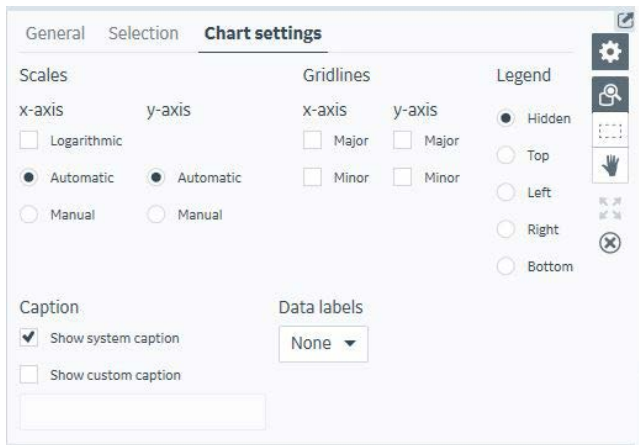 General Selection Chart settings
Scales Gridlines Legend
x-axis y-axis x-axis y-axis
Hidden
Logarithmic Major Major
Top
Automatic Automatic Minor Minor
Left
Manual Manual
Right
Bottom
Caption Data labels
Show system caption
None
Show custom caption